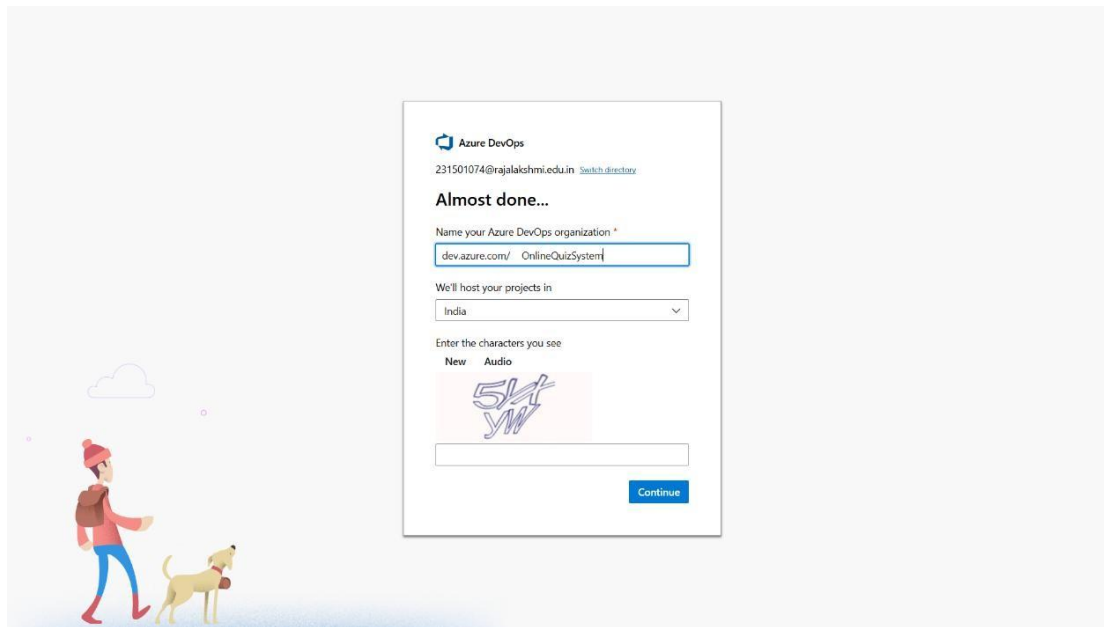 Azure DevOps
231501074@rajalakshmi.edu.in Switch directory
Almost done...
Name your Azure DevOps organization *
dev.azure.com/ OnlineQuizSystem
We'll host your projects in
India
Enter the characters you see
New Audio
Continue